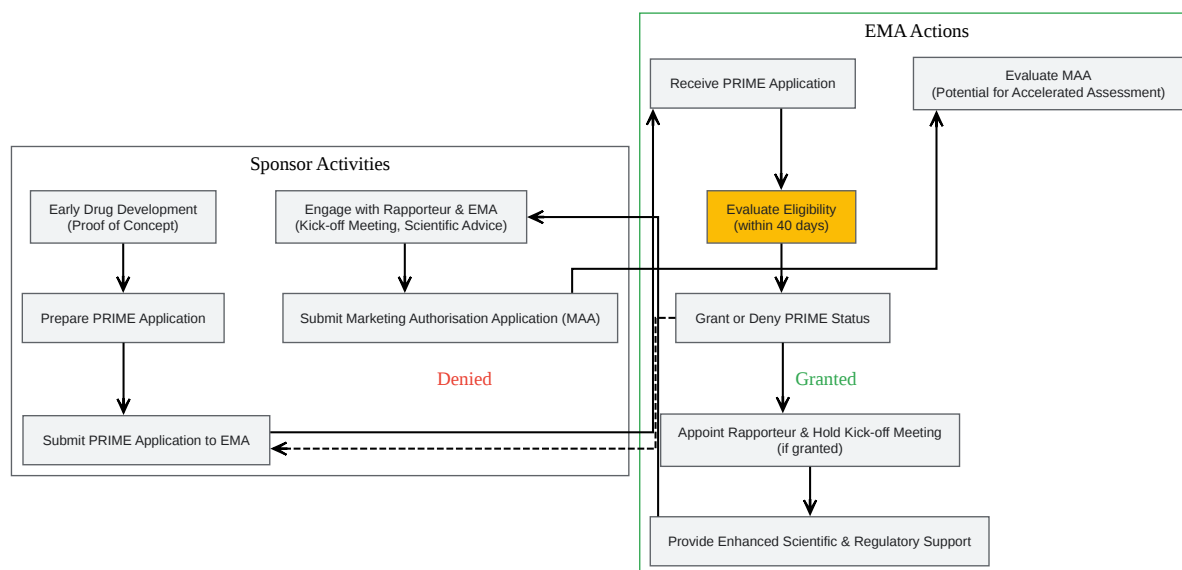 EMA Actions
Receive PRIME Application
Evaluate MAA
(Potential for Accelerated Assessment)
Sponsor Activities
Early Drug Development
(Proof of Concept)
Engage with Rapporteur & EMA
(Kick-off Meeting, Scientific Advice)
Evaluate Eligibility
(within 40 days)
Prepare PRIME Application
Submit Marketing Authorisation Application (MAA)
Grant or Deny PRIME Status
Denied
Granted
Submit PRIME Application to EMA
Appoint Rapporteur & Hold Kick-off Meeting
(if granted)
Provide Enhanced Scientific & Regulatory Support